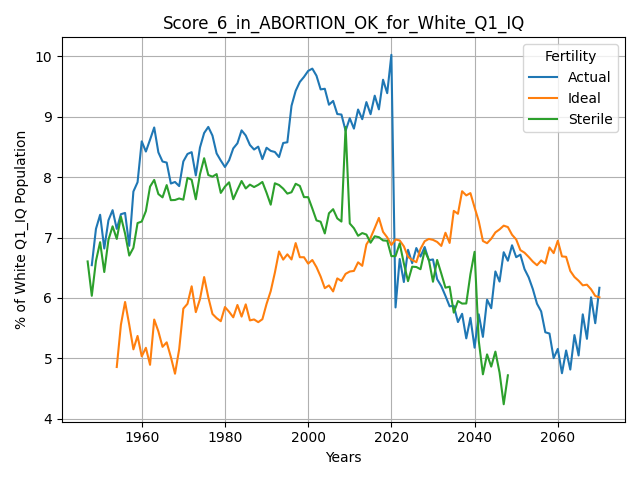 Score_6_in_ABORTION_OK_for_White_Q1_IQ
% of White Q1_IQ Population
10
9
8
7
6
5
4
Fertility
Actual
Ideal
Sterile
1960
1980
2000
2020
2040
2060
Years